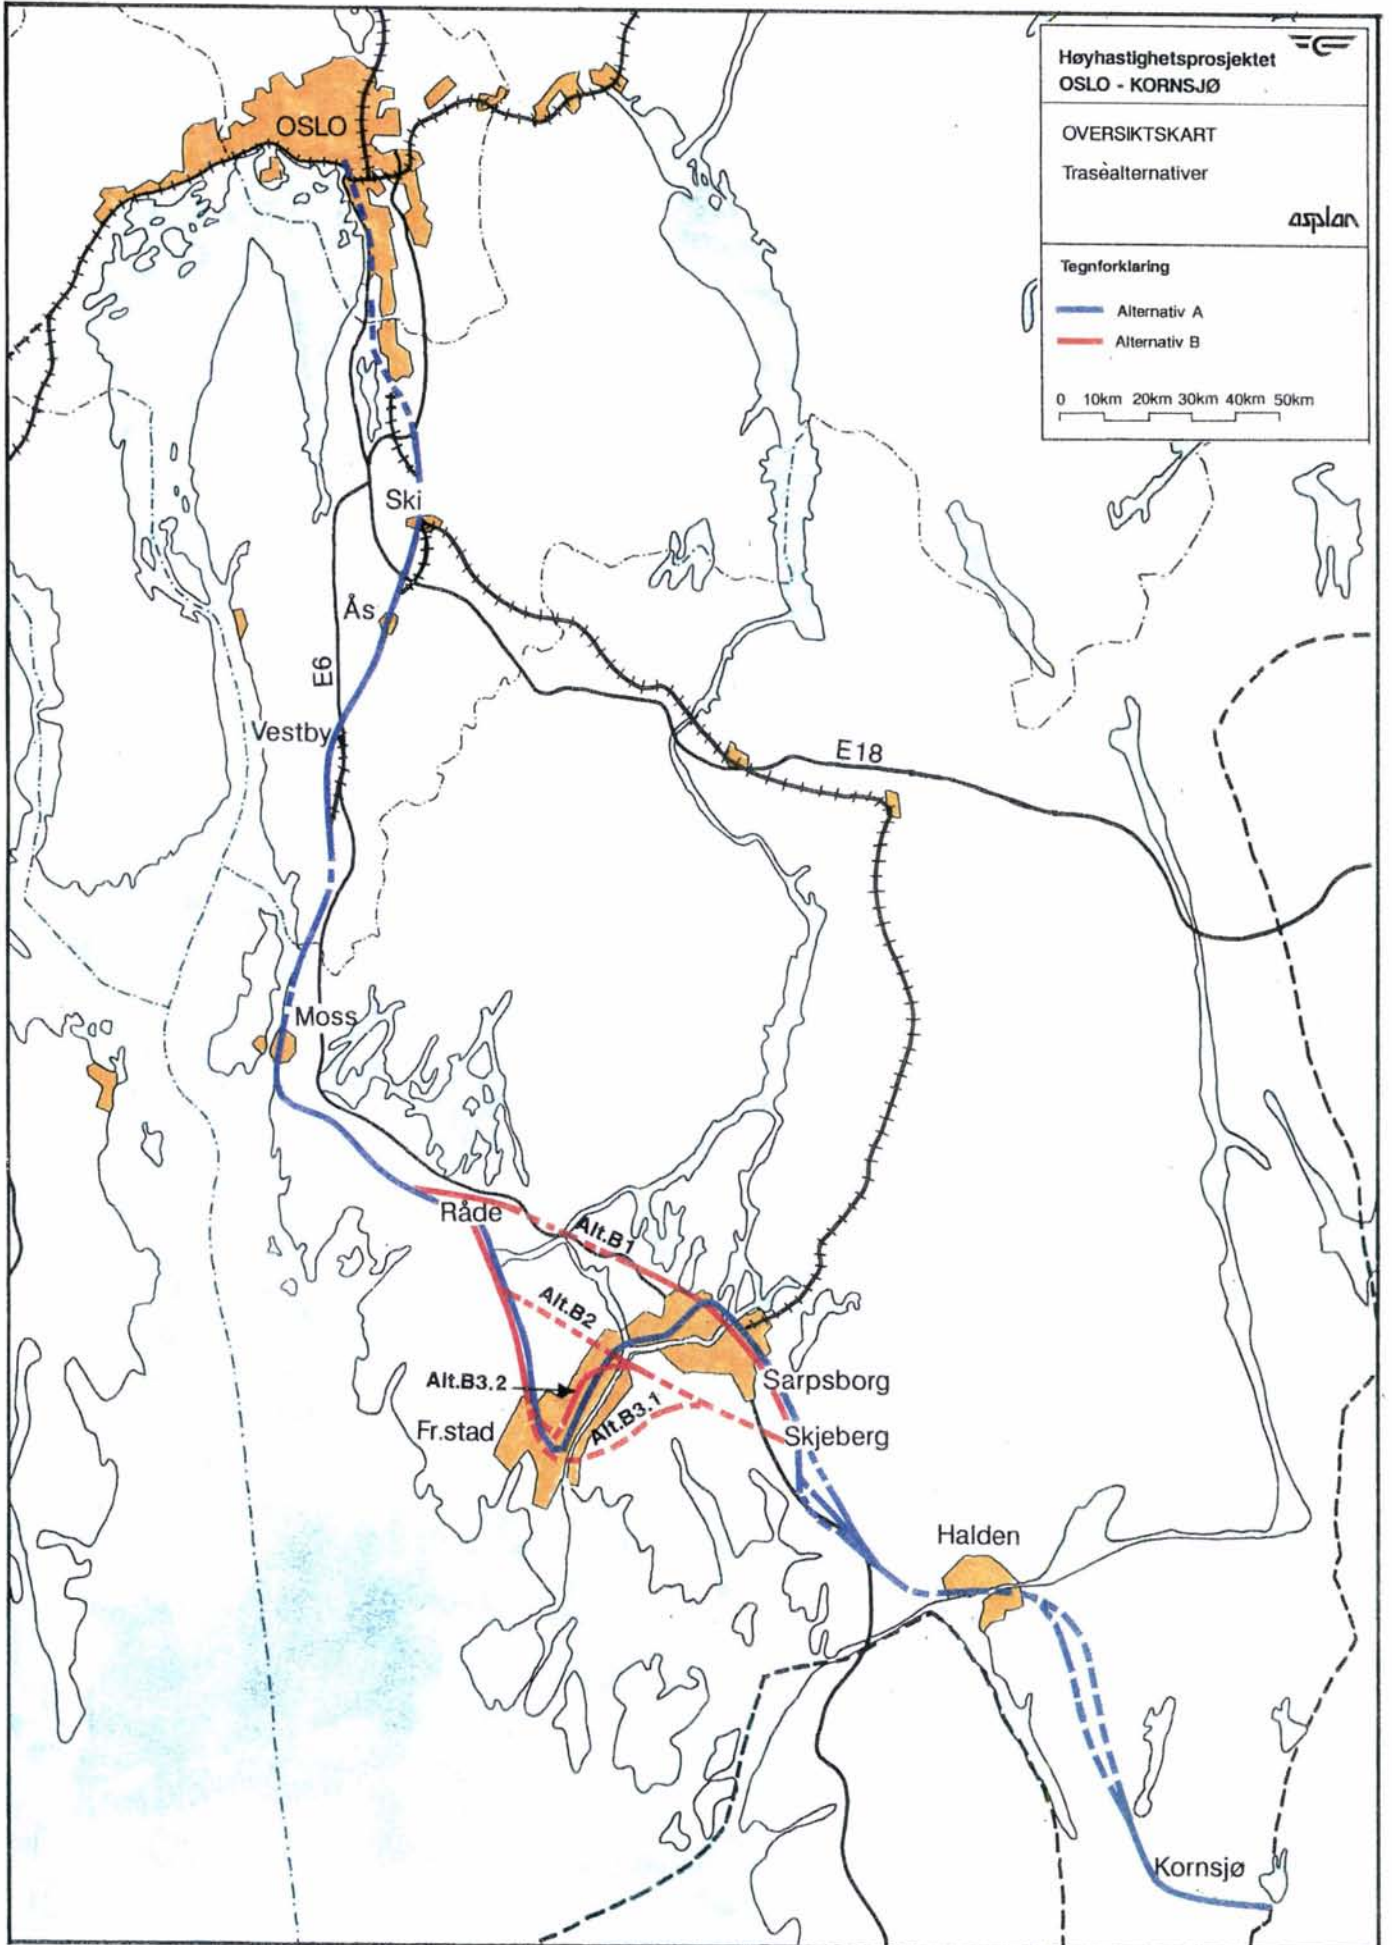 Høyhastighetsprosjektet
OSLO - KORNSJØ
OVERSIKTSKART
Trasèalternativer
asplan
Tegnforklaring
Alternativ A
Alternativ B
0 10km 20km 30km 40km 50km
OSLO
Ski
Ås
E6
Vestby
E18
Moss
Råde
Alt.B1
Alt.B2
Alt.B3.2
Sarpsborg
Fr.stad
Alt.B3.1
Skjeberg
Halden
Kornsjø